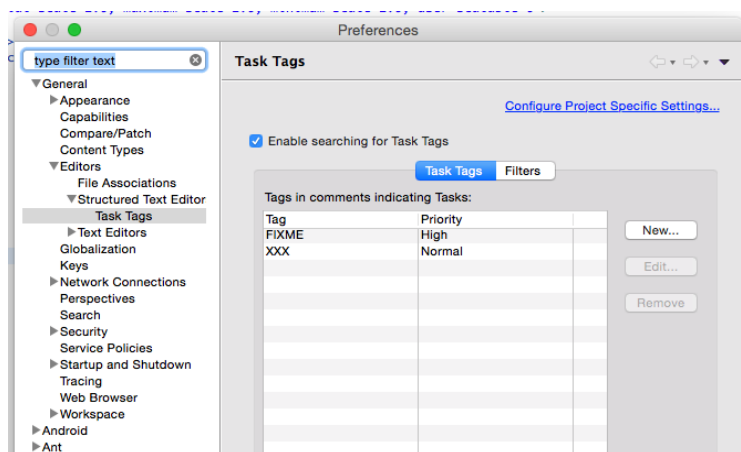 Preferences
type filter text
Task Tags
General
Appearance
Capabilities
Compare/Patch
Content Types
Editors
File Associations
Structured Text Editor
Task Tags
Text Editors
Globalization
Keys
Network Connections
Perspectives
Search
Security
Service Policies
Startup and Shutdown
Tracing
Web Browser
Workspace
Android
Ant
Configure Project Specific Settings...
Enable searching for Task Tags
Task Tags Filters
Tags in comments indicating Tasks:
Tag Priority
FIXME High
XXX Normal
New...
Edit...
Remove